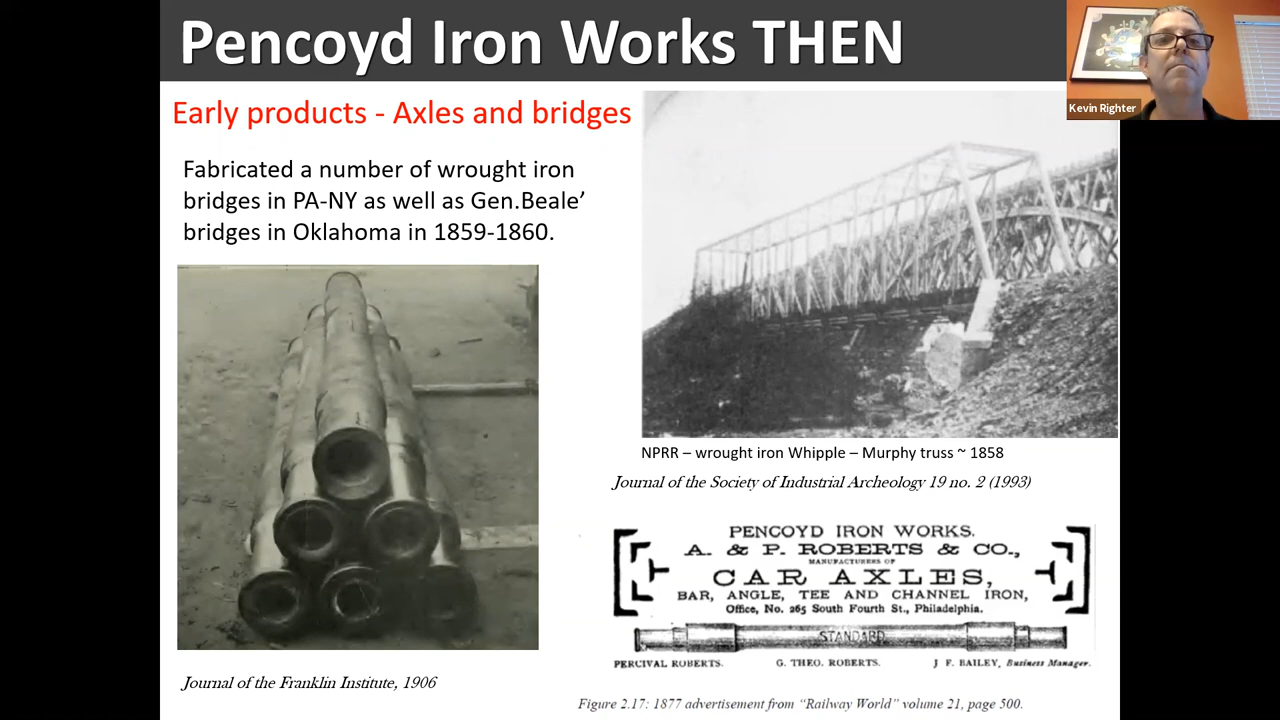 Pencoyd Iron Works THEN
Kevin Righter
Early products - Axles and bridges
Fabricated a number of wrought iron
bridges in PA-NY as well as Gen.Beale’
bridges in Oklahoma in 1859-1860.
NPRR – wrought iron Whipple – Murphy truss ~ 1858
Journal of the Society of Industrial Archeology 19 no. 2 (1993)
PENCOYD IRON WORKS.
A. & P. ROBERTS & CO.,
MANUFACTURERS OF
CAR AXLES,
BAR, ANGLE, TEE AND CHANNEL IRON,
Office, No. 265 South Fourth St., Philadelphia.
STANDARD
PERCIVAL ROBERTS. G. THEO. ROBERTS. J. F. BAILEY, Business Manager.
Journal of the Franklin Institute, 1906
Figure 2.17: 1877 advertisement from “Railway World” volume 21, page 500.